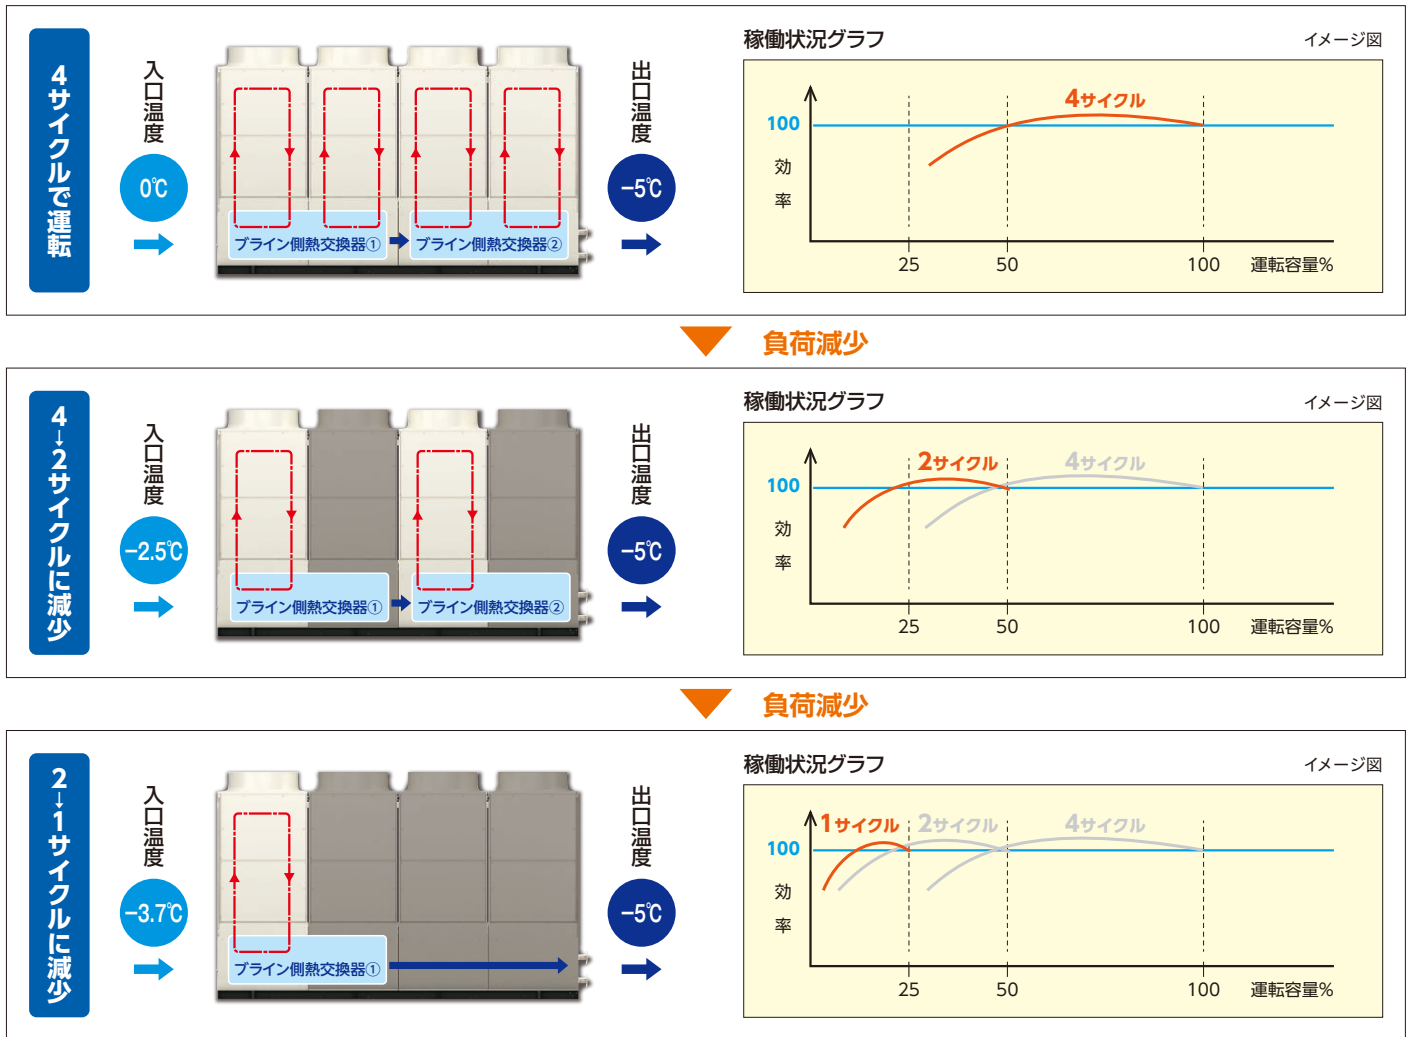 4サイクルで運転
入口温度
0℃
ブライン側熱交換器①
ブライン側熱交換器②
出口温度
−5℃
稼働状況グラフ
イメージ図
4サイクル
100
効率
25
50
100
運転容量%
負荷減少
4→2サイクルに減少
入口温度
−2.5℃
ブライン側熱交換器①
ブライン側熱交換器②
出口温度
−5℃
稼働状況グラフ
イメージ図
2サイクル
4サイクル
100
効率
25
50
100
運転容量%
負荷減少
2→1サイクルに減少
入口温度
−3.7℃
ブライン側熱交換器①
出口温度
−5℃
稼働状況グラフ
イメージ図
1サイクル
2サイクル
4サイクル
100
効率
25
50
100
運転容量%